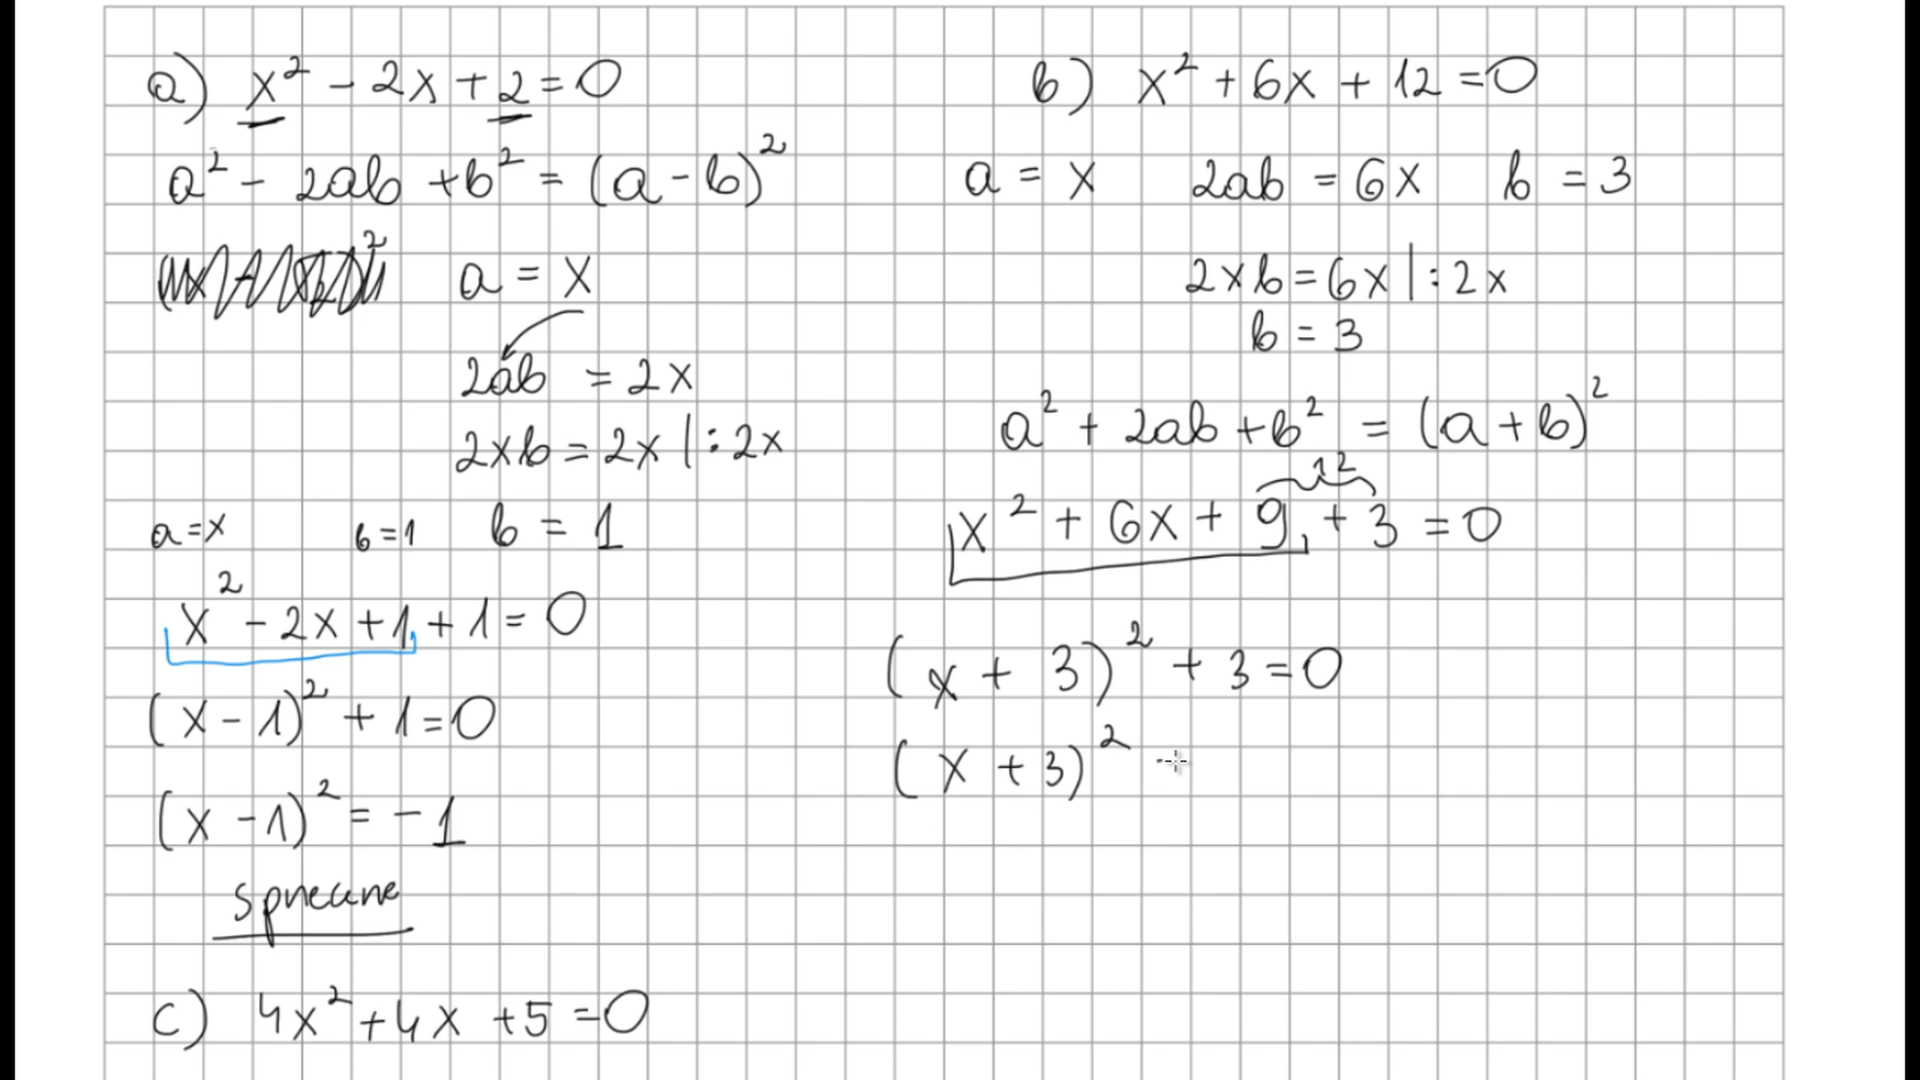 a) x² - 2x + 2 = 0
a² - 2ab + b² = (a - b)²
a = x
2ab = 2x
2xb = 2x |: 2x
a = x b = 1 b = 1
x² - 2x + 1 + 1 = 0
(x - 1)² + 1 = 0
(x - 1)² = - 1
sprzeczne
c) 4x² + 4x + 5 = 0
b) x² + 6x + 12 = 0
a = x 2ab = 6x b = 3
2xb = 6x |: 2x
b = 3
a² + 2ab + b² = (a + b)²
12
x² + 6x + 9 + 3 = 0
(x + 3)² + 3 = 0
(x + 3)²